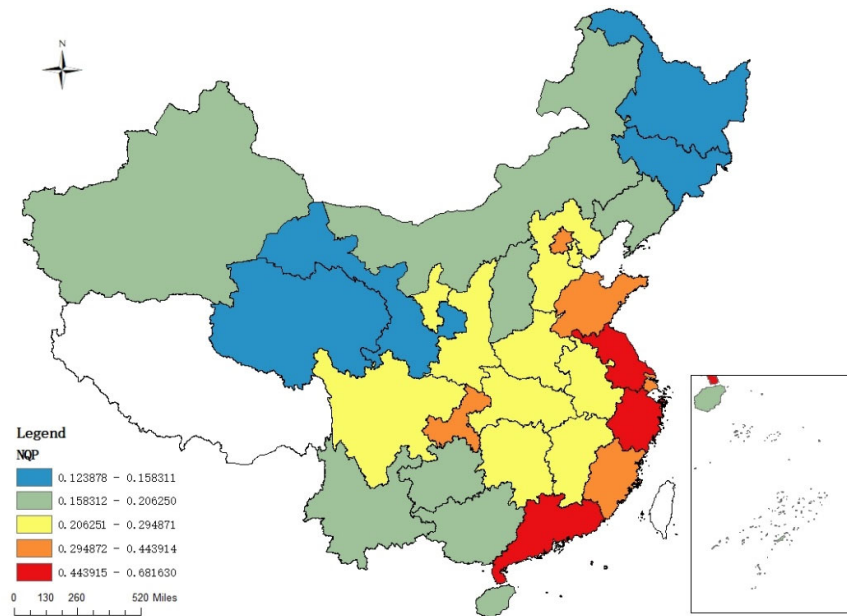 N
Legend
NQP
0.123878 - 0.158311
0.158312 - 0.206250
0.206251 - 0.294871
0.294872 - 0.443914
0.443915 - 0.681630
0 130 260 520 Miles